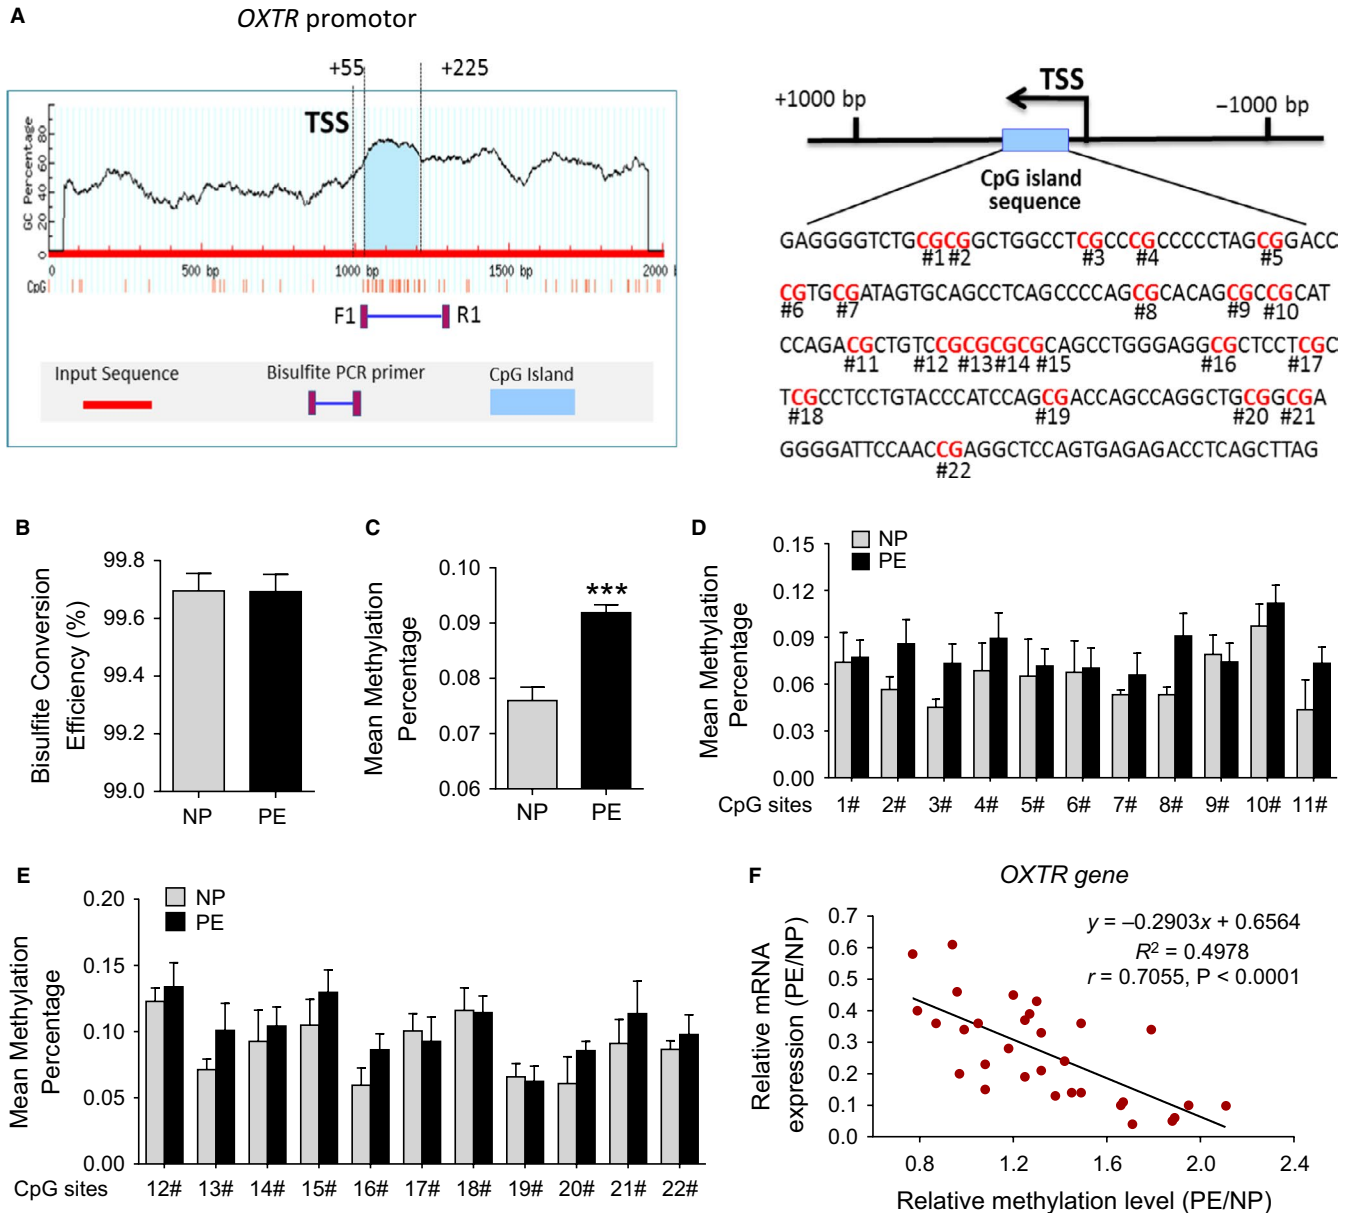 A
OXTR promotor
+55
+225
TSS
GC Percentage
80
60
40
20
0
0
500 bp
1000 bp
1500 bp
2000 b
CpG
F1
R1
Input Sequence
Bisulfite PCR primer
CpG Island
TSS
+1000 bp
−1000 bp
CpG island
sequence
GAGGGGTCTGCGCGGCTGGCCTCGCCCGCCCCCTAGCGGACC
#1 #2 #3 #4 #5
CGTGCGATAGTGCAGCCTCAGCCCCAGCGCACAGCGCCGCAT
#6 #7 #8 #9 #10
CCAGACGCTGTCCGCGCGCGCAGCCTGGGAGGCGCTCCTCGC
#11 #12 #13 #14 #15 #16 #17
TCGCCTCCTGTACCCATCCAGCGACCAGCCAGGCTGCGGCGA
#18 #19 #20 #21
GGGGATTCCAACCGAGGCTCCAGTGAGAGACCTCAGCTTAG
#22
B
Bisulfite Conversion
Efficiency (%)
99.8
99.6
99.4
99.2
99.0
NP PE
C
Mean Methylation
Percentage
0.10
0.09
0.08
0.07
0.06
***
NP PE
D
Mean Methylation
Percentage
0.15
0.12
0.09
0.06
0.03
0.00
NP
PE
CpG sites 1# 2# 3# 4# 5# 6# 7# 8# 9# 10# 11#
E
Mean Methylation
Percentage
0.20
0.15
0.10
0.05
0.00
NP
PE
CpG sites 12# 13# 14# 15# 16# 17# 18# 19# 20# 21# 22#
F
OXTR gene
Relative mRNA
expression (PE/NP)
0.7
0.6
0.5
0.4
0.3
0.2
0.1
0.0
y = −0.2903x + 0.6564
R² = 0.4978
r = 0.7055, P < 0.0001
0.8 1.2 1.6 2.0 2.4
Relative methylation level (PE/NP)